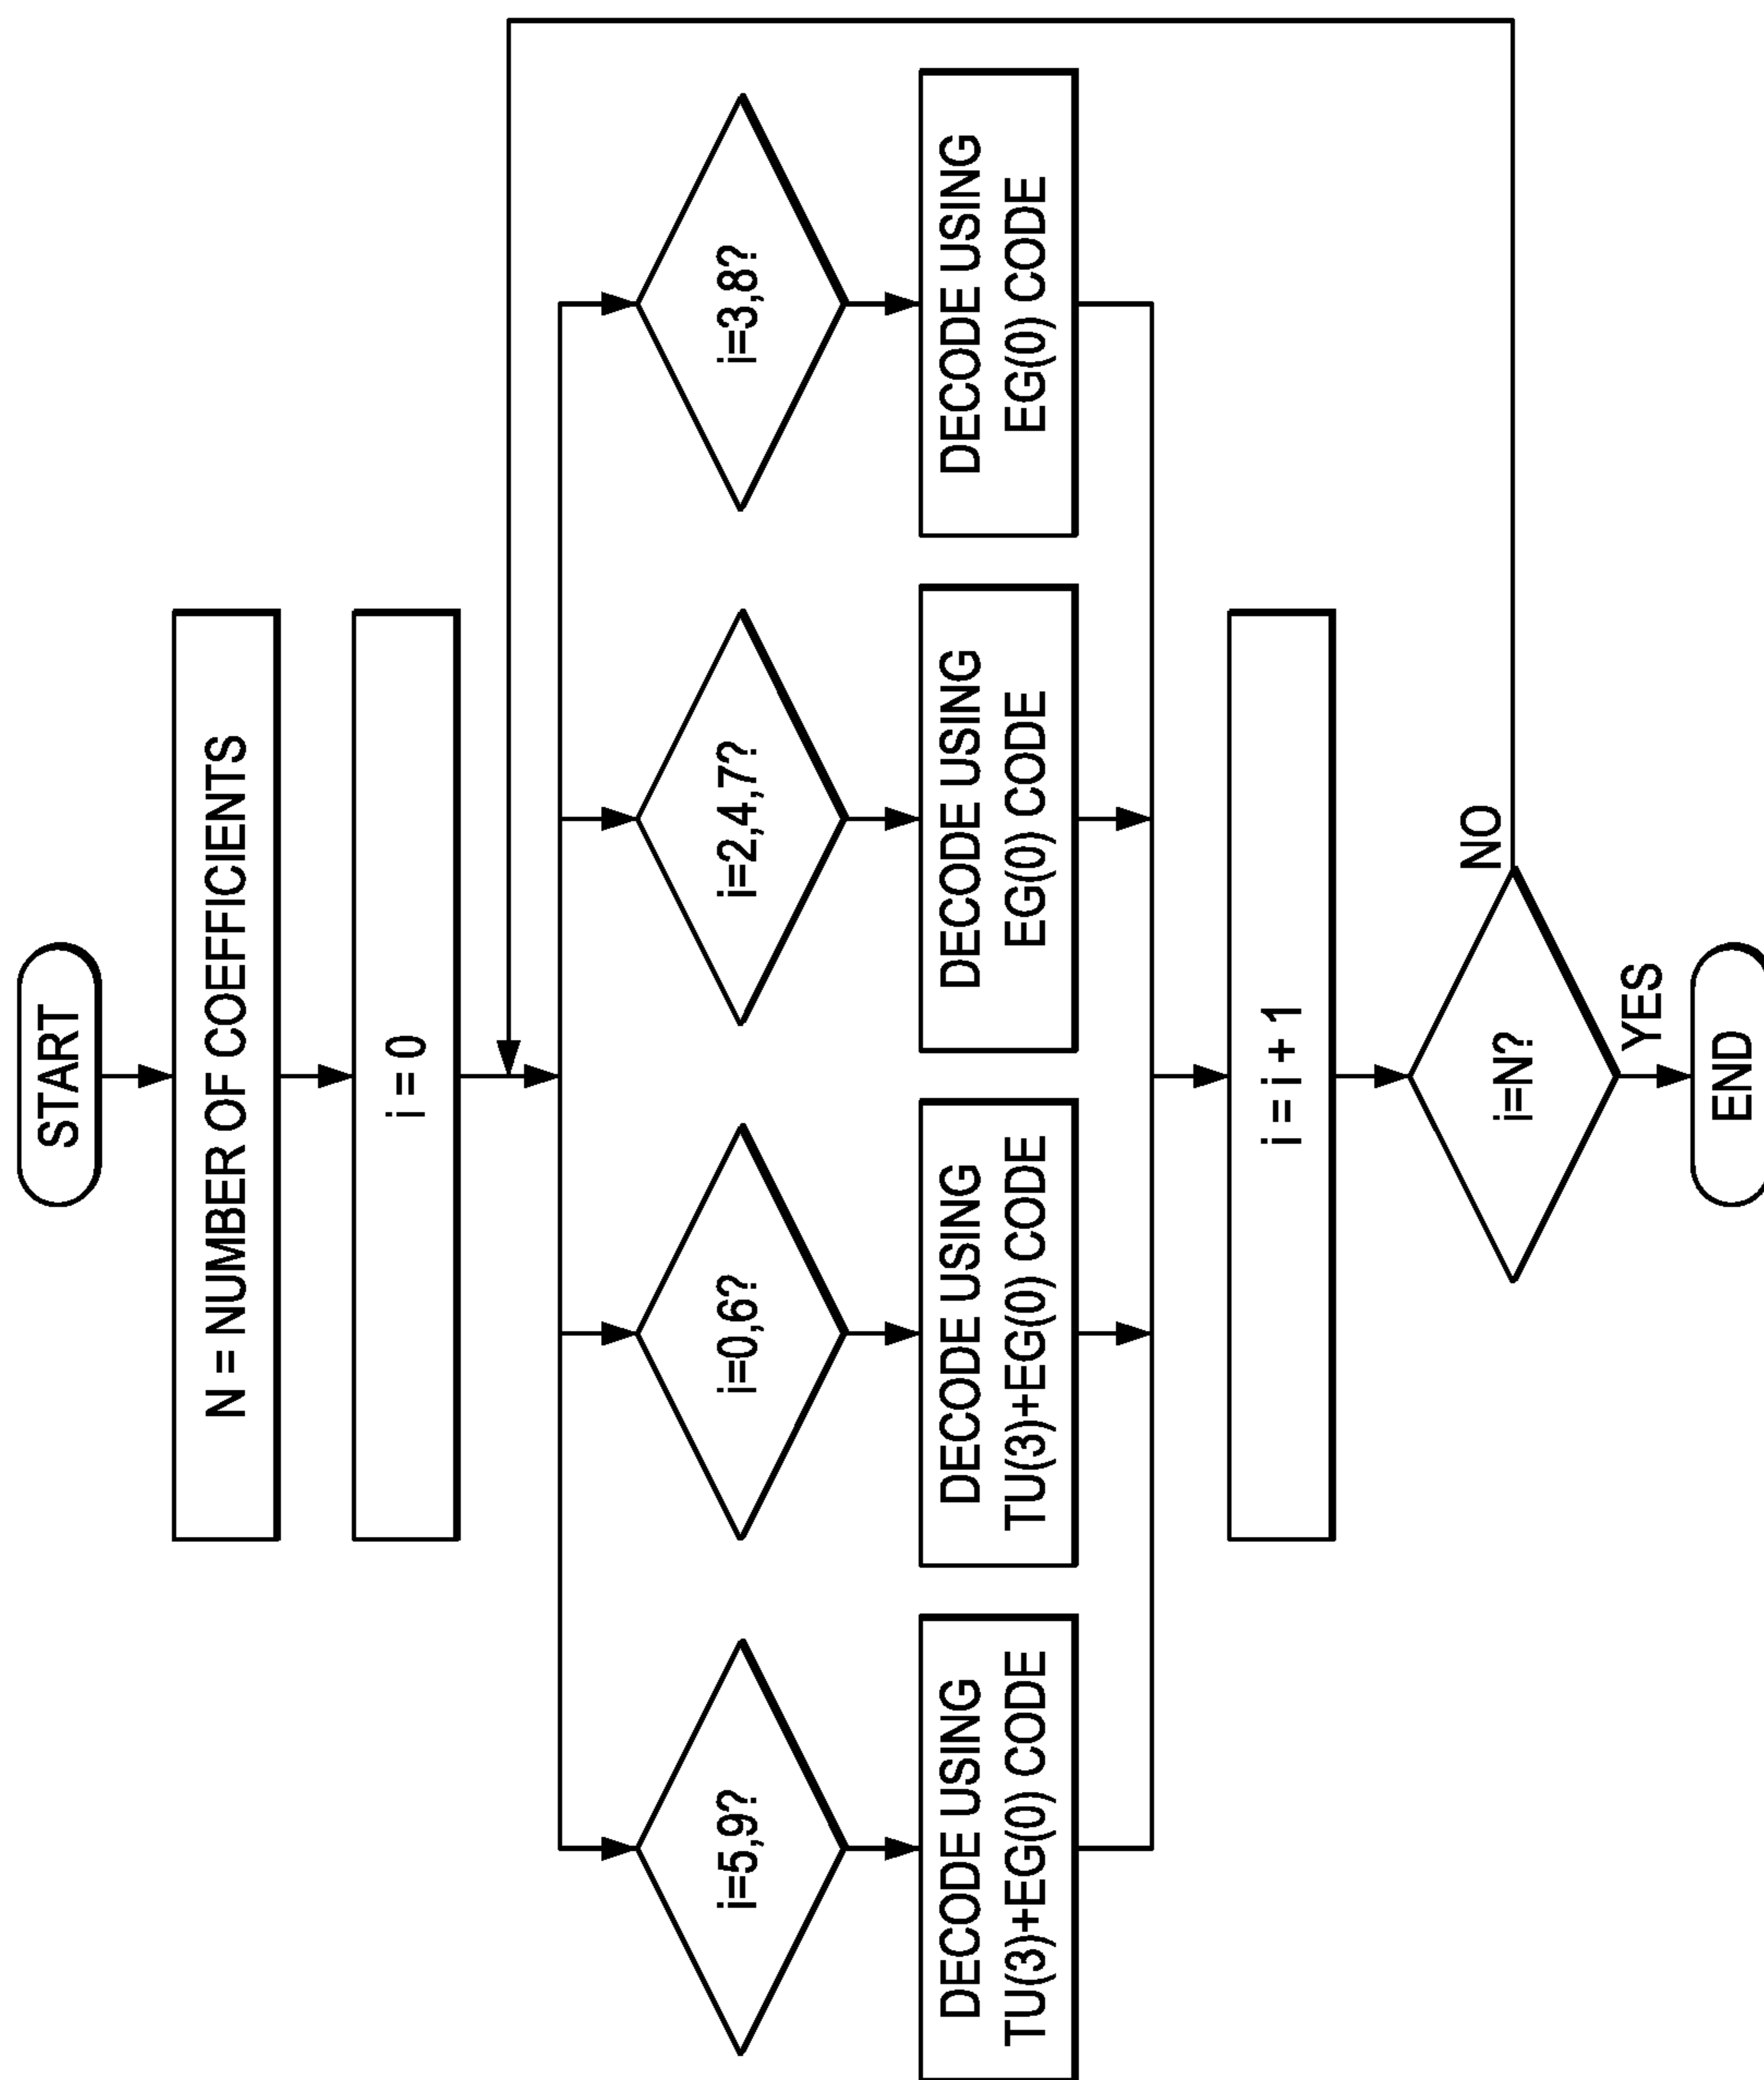 START
N = NUMBER OF COEFFICIENTS
i = 0
i=5,9?
i=0,6?
i=2,4,7?
i=3,8?
DECODE USING
TU(3)+EG(0) CODE
DECODE USING
TU(3)+EG(0) CODE
DECODE USING
EG(0) CODE
DECODE USING
EG(0) CODE
i = i + 1
i=N?
NO
YES
END